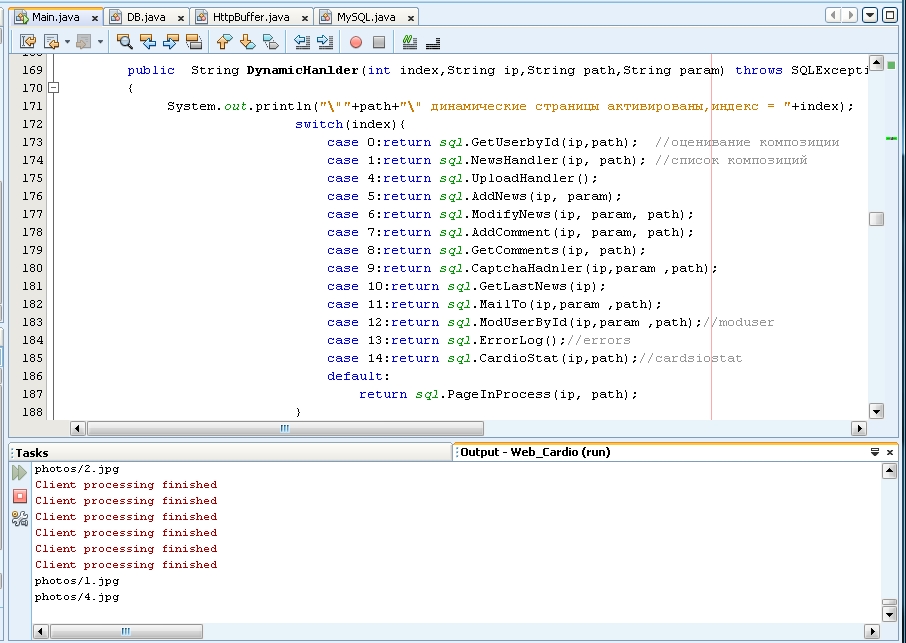 Main.java DB.java HttpBuffer.java MySQL.java
169 public String DynamicHanlder(int index,String ip,String path,String param) throws SQLExcepti
170 {
171 System.out.println("\""+path+"\" динамические страницы активированы,индекс = "+index);
172 switch(index){
173 case 0:return sql.GetUserbyId(ip,path); //оценивание композиции
174 case 1:return sql.NewsHandler(ip, path); //список композиций
175 case 4:return sql.UploadHandler();
176 case 5:return sql.AddNews(ip, param);
177 case 6:return sql.ModifyNews(ip, param, path);
178 case 7:return sql.AddComment(ip, param, path);
179 case 8:return sql.GetComments(ip, path);
180 case 9:return sql.CaptchaHadnler(ip,param ,path);
181 case 10:return sql.GetLastNews(ip);
182 case 11:return sql.MailTo(ip,param ,path);
183 case 12:return sql.ModUserById(ip,param ,path);//moduser
184 case 13:return sql.ErrorLog();//errors
185 case 14:return sql.CardioStat(ip,path);//cardsiostat
186 default:
187 return sql.PageInProcess(ip, path);
188 }
Tasks Output - Web_Cardio (run)
photos/2.jpg
Client processing finished
Client processing finished
Client processing finished
Client processing finished
Client processing finished
Client processing finished
photos/1.jpg
photos/4.jpg